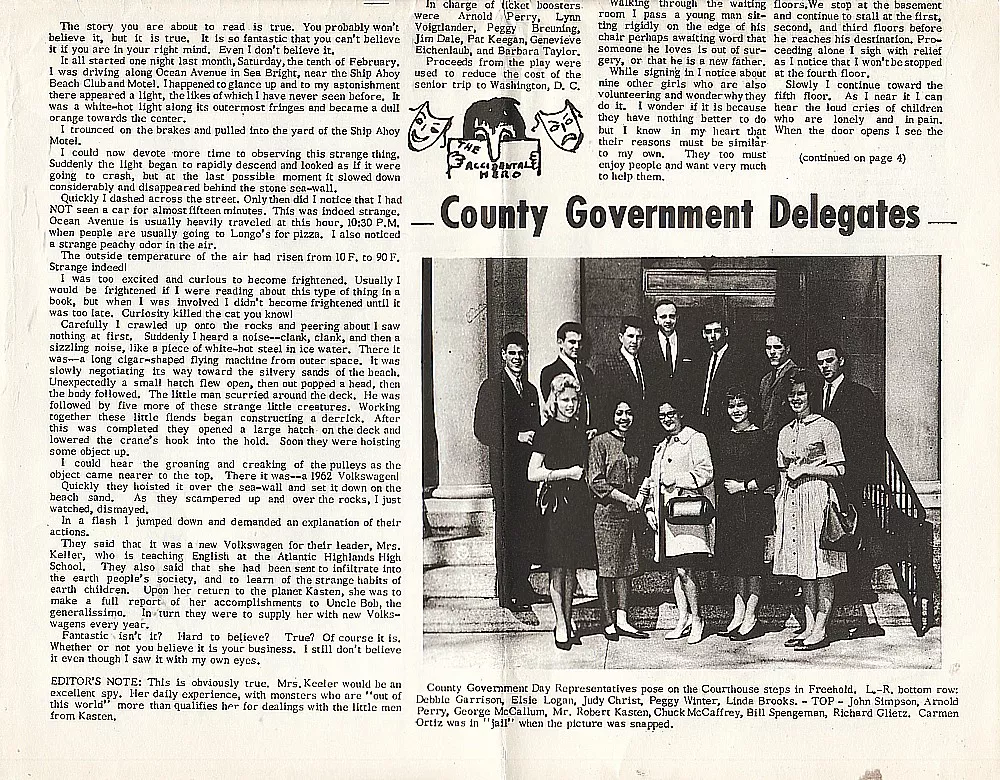 The story you are about to read is true. You probably won't
believe it, but it is true. It is so fantastic that you can't believe
it if you are in your right mind. Even I don't believe it.
It all started one night last month, Saturday, the tenth of February.
I was driving along Ocean Avenue in Sea Bright, near the Ship Ahoy
Beach Club and Motel. I happened to glance up and to my astonishment
there appeared a light, the likes of which I have never seen before. It
was a white-hot light along its outermost fringes and became a dull
orange towards the center.
I trounced on the brakes and pulled into the yard of the Ship Ahoy
Motel.
I could now devote more time to observing this strange thing.
Suddenly the light began to rapidly descend and looked as if it were
going to crash, but at the last possible moment it slowed down
considerably and disappeared behind the stone sea-wall.
Quickly I dashed across the street. Only then did I notice that I had
NOT seen a car for almost fifteen minutes. This was indeed strange.
Ocean Avenue is usually heavily traveled at this hour, 10:30 P.M.
when people are usually going to Longo's for pizza. I also noticed
a strange peachy odor in the air.
The outside temperature of the air had risen from 10 F. to 90 F.
Strange indeed!
I was too excited and curious to become frightened. Usually I
would be frightened if I were reading about this type of thing in a
book, but when I was involved I didn't become frightened until it
was too late. Curiosity killed the cat you know!
Carefully I crawled up onto the rocks and peering about I saw
nothing at first. Suddenly I heard a noise--clank, clank, and then a
sizzling noise, like a piece of white-hot steel in ice water. There it
was---a long cigar-shaped flying machine from outer space. It was
slowly negotiating its way toward the silvery sands of the beach.
Unexpectedly a small hatch flew open, then out popped a head, then
the body followed. The little man scurried around the deck. He was
followed by five more of these strange little creatures. Working
together these little fiends began constructing a derrick. After
this was completed they opened a large hatch on the deck and
lowered the crane's hook into the hold. Soon they were hoisting
some object up.
I could hear the groaning and creaking of the pulleys as the
object came nearer to the top. There it was---a 1962 Volkswagen!
Quickly they hoisted it over the sea-wall and set it down on the
beach sand. As they scampered up and over the rocks, I just
watched, dismayed.
In a flash I jumped down and demanded an explanation of their
actions.
They said that it was a new Volkswagen for their leader, Mrs.
Keller, who is teaching English at the Atlantic Highlands High
School. They also said that she had been sent to infiltrate into
the earth people's society, and to learn of the strange habits of
earth children. Upon her return to the planet Kasten, she was to
make a full report of her accomplishments to Uncle Bob, the
generalissimo. In turn they were to supply her with new Volks-
wagens every year.
Fantastic isn't it? Hard to believe? True? Of course it is.
Whether or not you believe it is your business. I still don't believe
it even though I saw it with my own eyes.
EDITOR'S NOTE: This is obviously true. Mrs. Keeler would be an
excellent spy. Her daily experience, with monsters who are "out of
this world" more than qualifies her for dealings with the little men
from Kasten.
In charge of ticket boosters
were Arnold Perry, Lynn
Voigtlander, Peggy Breuning,
Jim Dale, Pat Keegan, Genevieve
Eichenlaub, and Barbara Taylor.
Proceeds from the play were
used to reduce the cost of the
senior trip to Washington, D. C.
THE
ACCIDENTAL
HERO
Walking through the waiting
room I pass a young man sit-
ting rigidly on the edge of his
chair perhaps awaiting word that
someone he loves is out of sur-
gery, or that he is a new father.
While signing in I notice about
nine other girls who are also
volunteering and wonder why they
do it. I wonder if it is because
they have nothing better to do
but I know in my heart that
their reasons must be similar
to my own. They too must
enjoy people and want very much
to help them.
floors. We stop at the basement
and continue to stall at the first,
second, and third floors before
he reaches his destination. Pro-
ceeding alone I sigh with relief
as I notice that I won't be stopped
at the fourth floor.
Slowly I continue toward the
fifth floor. As I near it I can
hear the loud cries of children
who are lonely and in pain.
When the door opens I see the
(continued on page 4)
County Government Delegates
County Government Day Representatives pose on the Courthouse steps in Freehold. L.-R. bottom row:
Debbie Garrison, Elsie Logan, Judy Christ, Peggy Winter, Linda Brooks. - TOP - John Simpson, Arnold
Perry, George McCallum, Mr. Robert Kasten, Chuck McCaffrey, Bill Spengeman, Richard Glietz. Carmen
Ortiz was in "jail" when the picture was snapped.